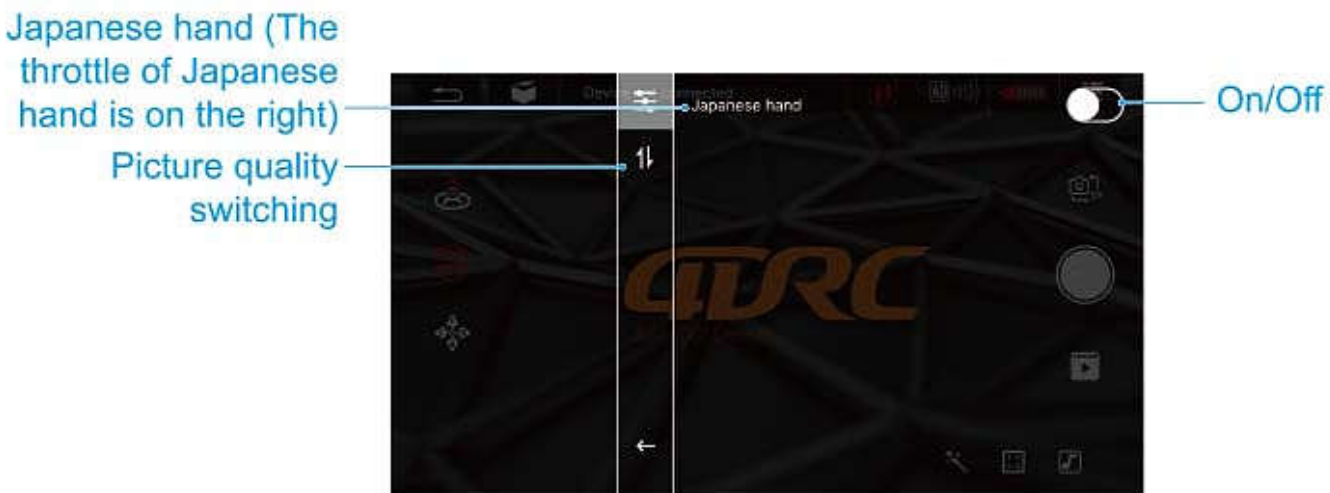 Japanese hand (The
throttle of Japanese
hand is on the right)
Picture quality
switching
Japanese hand
On/Off
4DRC